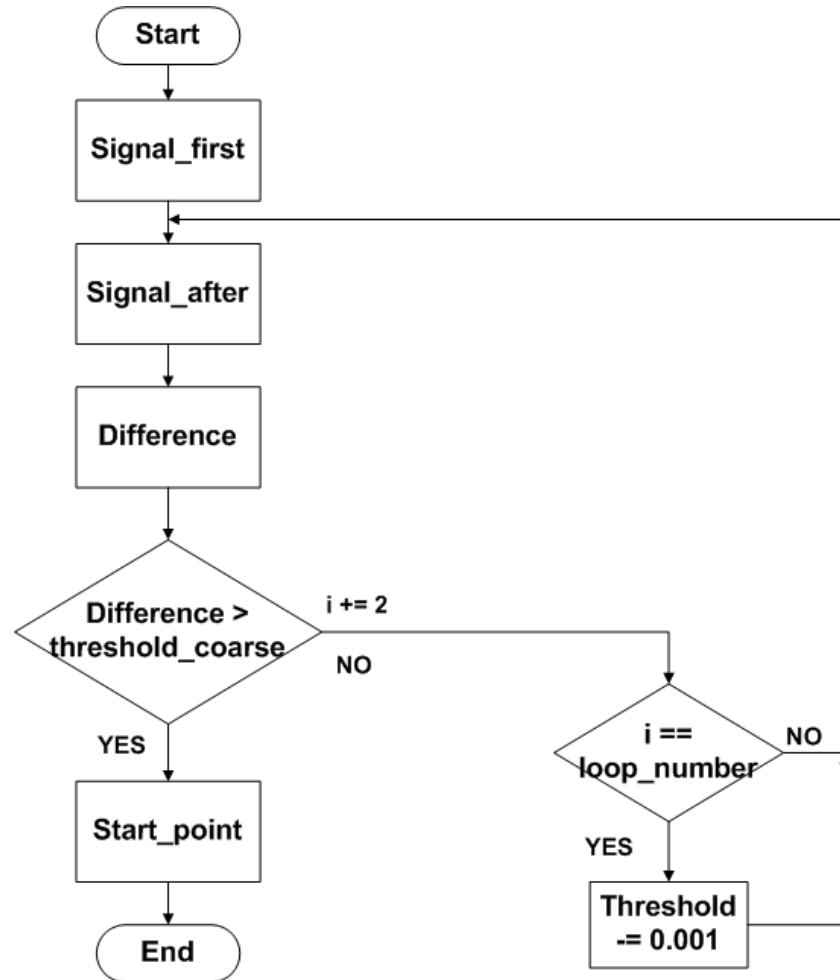 Start
Signal_first
Signal_after
Difference
Difference >
threshold_coarse
i += 2
NO
YES
i ==
loop_number
NO
YES
Start_point
Threshold
-= 0.001
End